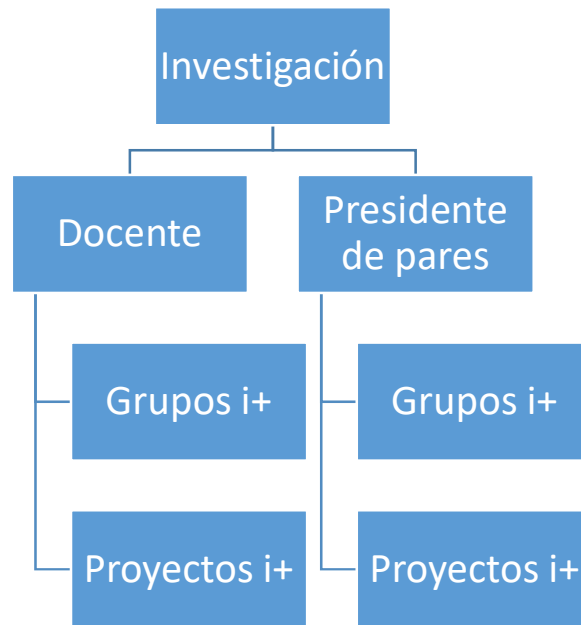 Investigación
Docente
Presidente
de pares
Grupos i+
Grupos i+
Proyectos i+
Proyectos i+